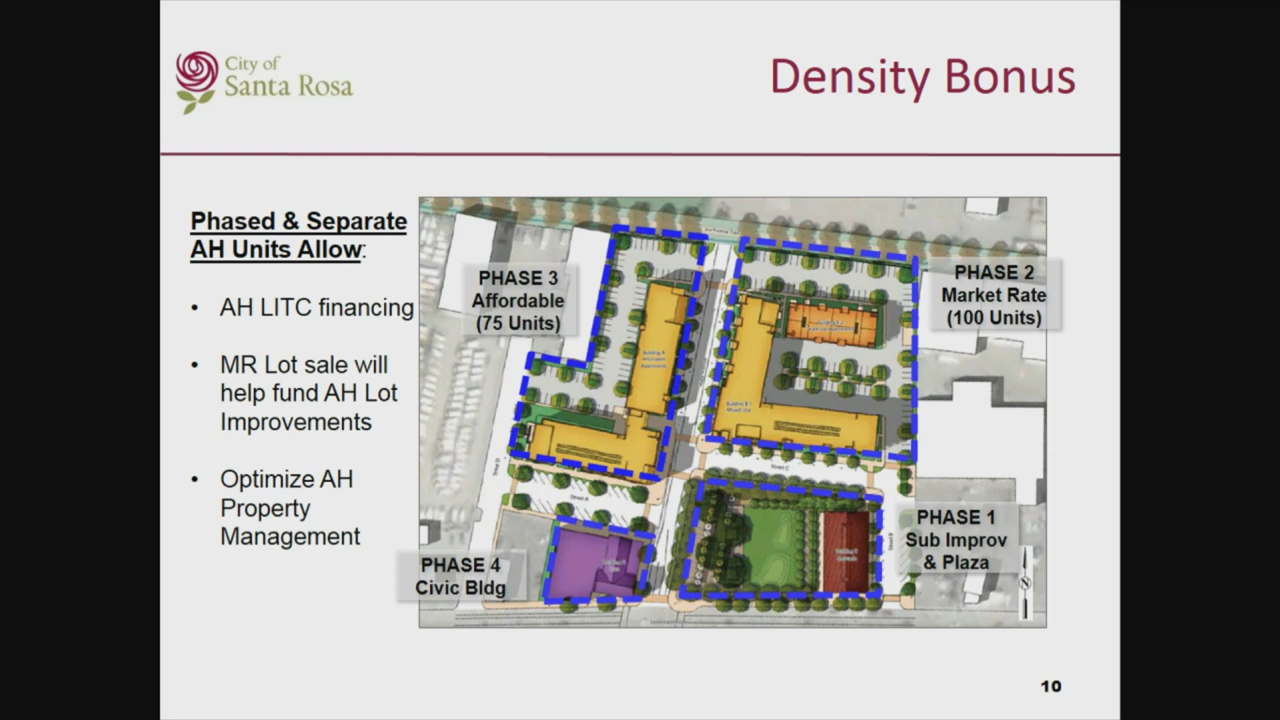 City of
Santa Rosa
Density Bonus
Phased & Separate
AH Units Allow:
• AH LITC financing
• MR Lot sale will
help fund AH Lot
Improvements
• Optimize AH
Property
Management
PHASE 3
Affordable
(75 Units)
PHASE 2
Market Rate
(100 Units)
PHASE 1
Sub Improv
& Plaza
PHASE 4
Civic Bldg
Street C
Street A
10